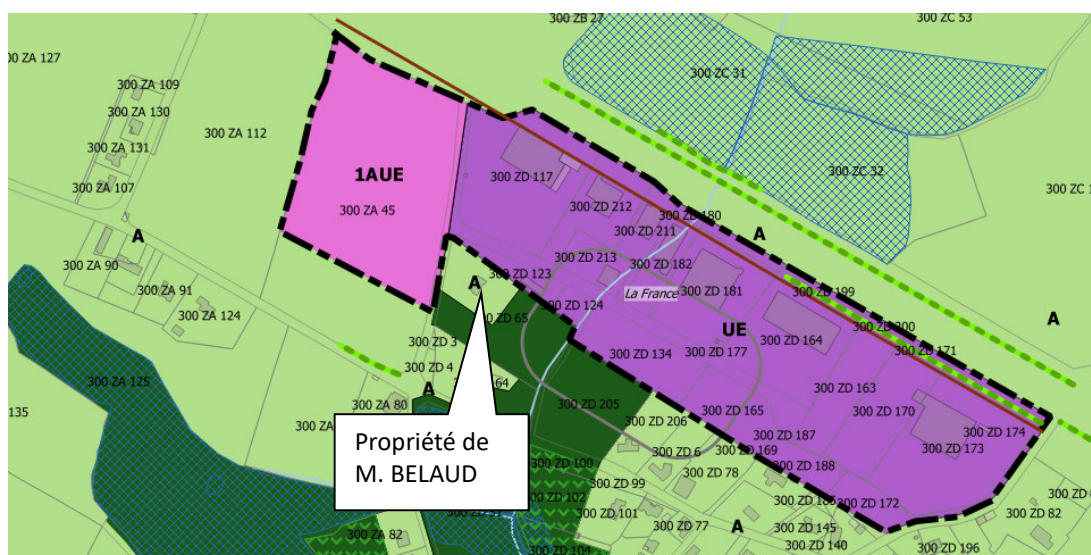 300 ZB 27
300 ZC 53
300 ZA 127
300 ZA 109
300 ZC 31
300 ZA 130
300 ZA 112
300 ZA 131
1AUE
300 ZD 117
300 ZC 32
300 ZA 107
300 ZA 45
300 ZD 212
300 ZD 180
300 ZC 1
300 ZD 211
A
A
300 ZD 213
300 ZD 182
300 ZA 90
300 ZD 123
A
300 ZA 91
La France
300 ZD 181
300 ZD 199
300 ZD 124
300 ZA 124
ZD 65
UE
A
300 ZD 200
300 ZD 3
300 ZD 164
300 ZD 134
300 ZD 177
300 ZD 171
300 ZD 4
300 ZA 125
64
A
300 ZD 163
300 ZA 80
300 ZD 205
135
300 ZD 165
300 ZD 170
300 ZD 206
300 ZA
300 ZD 187
300 ZD 174
Propriété de
M. BELAUD
300 ZD 6
300 ZD 169
300 ZD 173
300 ZD 100
300 ZD 188
300 ZD 78
300 ZD 99
300 ZD 102
300 ZD 172
300 ZD 82
300 ZD 101
300 ZD 77
A
300 ZD 145
300 ZA 82
300 ZD 140
300 ZD 196
300 ZD 104